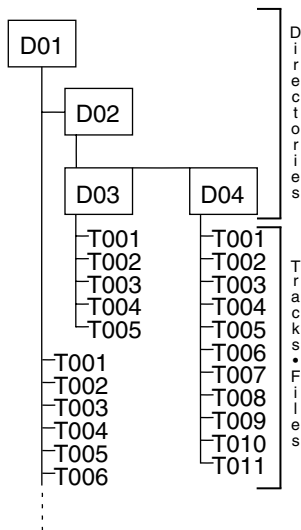 D01
D02
D03
D04
T001
T002
T003
T004
T005
T001
T002
T003
T004
T005
T006
T007
T008
T009
T010
T011
T001
T002
T003
T004
T005
T006
Directories
Tracks•Files